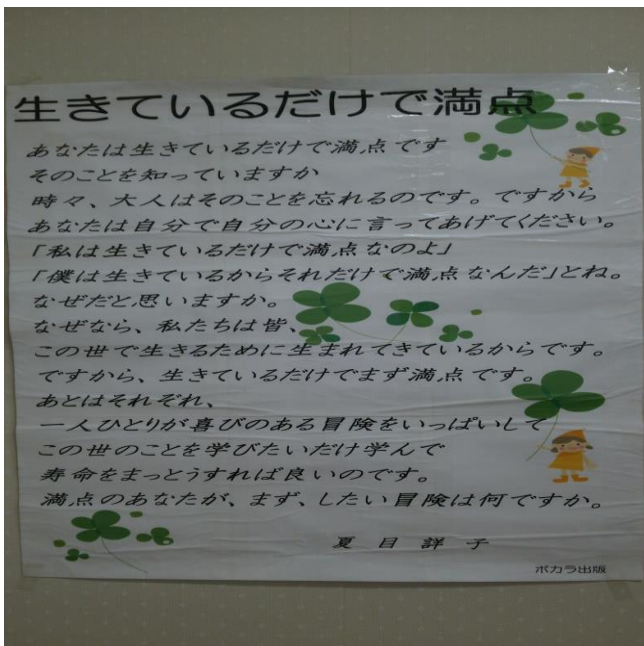 生きているだけで満点
あなたは生きているだけで満点です
そのことを知っていますか
時々、大人はそのことを忘れるのです。ですから
あなたは自分で自分の心に言ってあげてください。
「私は生きているだけで満点なのよ」
「僕は生きているからそれだけで満点なんだ」とね。
なぜだと思いますか。
なぜなら、私たちは皆、
この世で生きるために生まれてきているからです。
ですから、生きているだけでまず満点です。
あとはそれぞれ、
一人ひとりが喜びのある冒険をいっぱいして
この世のことを学びたいだけ学んで
寿命をまっとうすれば良いのです。
満点のあなたが、まず、したい冒険は何ですか。
夏目詳子
ポカラ出版